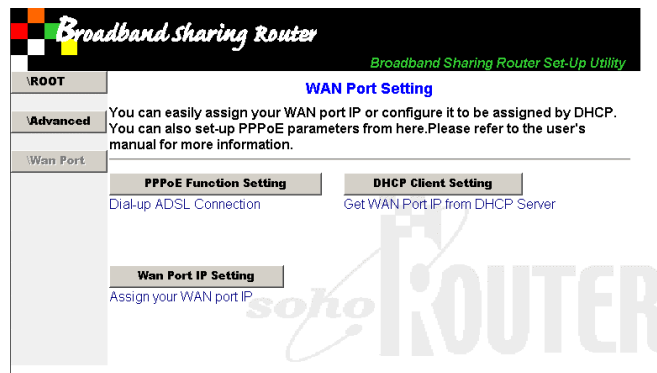 Broadband Sharing Router
Broadband Sharing Router Set-Up Utility
\ROOT
\Advanced
\Wan Port
WAN Port Setting
You can easily assign your WAN port IP or configure it to be assigned by DHCP.
You can also set-up PPPoE parameters from here.Please refer to the user's
manual for more information.
PPPoE Function Setting
DHCP Client Setting
Dial-up ADSL Connection
Get WAN Port IP from DHCP Server
Wan Port IP Setting
Assign your WAN port IP
soho ROUTER